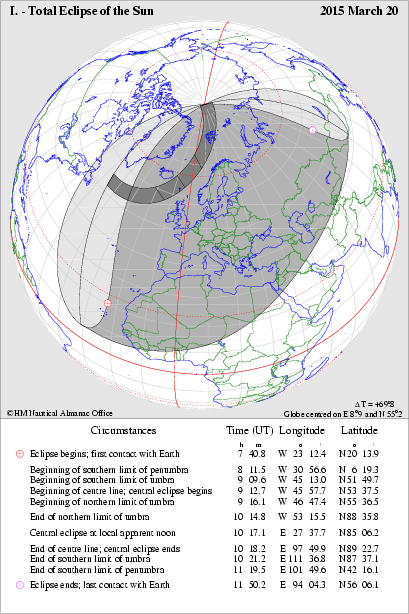 I. - Total Eclipse of the Sun 2015 March 20
ΔT = +69ˢ.8
©HM Nautical Almanac Office Globe centred on E 8°.9 and N 55°.2
Circumstances Time (UT) Longitude Latitude
h m ° ' ° '
Eclipse begins; first contact with Earth 7 40.8 W 23 12.4 N 20 13.9
Beginning of southern limit of penumbra 8 11.5 W 30 56.6 N 6 19.3
Beginning of southern limit of umbra 9 09.6 W 45 13.0 N 51 49.7
Beginning of centre line; central eclipse begins 9 12.7 W 45 57.7 N 53 37.5
Beginning of northern limit of umbra 9 16.1 W 46 47.4 N 55 36.5
End of northern limit of umbra 10 14.8 W 53 15.5 N 88 35.8
Central eclipse at local apparent noon 10 17.1 E 27 37.7 N 85 06.2
End of centre line; central eclipse ends 10 18.2 E 97 49.9 N 89 22.7
End of southern limit of umbra 10 21.2 E 111 36.8 N 87 37.1
End of southern limit of penumbra 11 19.5 E 101 49.6 N 42 16.1
Eclipse ends; last contact with Earth 11 50.2 E 94 04.3 N 56 06.1